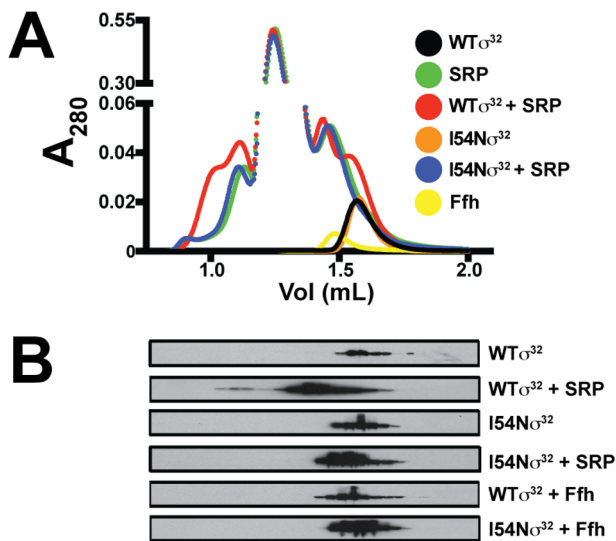 A
0.55
0.30
0.06
0.04
0.02
0
A280
1.0
1.5
2.0
Vol (mL)
WTσ³²
SRP
WTσ³² + SRP
I54Nσ³²
I54Nσ³² + SRP
Ffh
B
WTσ³²
WTσ³² + SRP
I54Nσ³²
I54Nσ³² + SRP
WTσ³² + Ffh
I54Nσ³² + Ffh